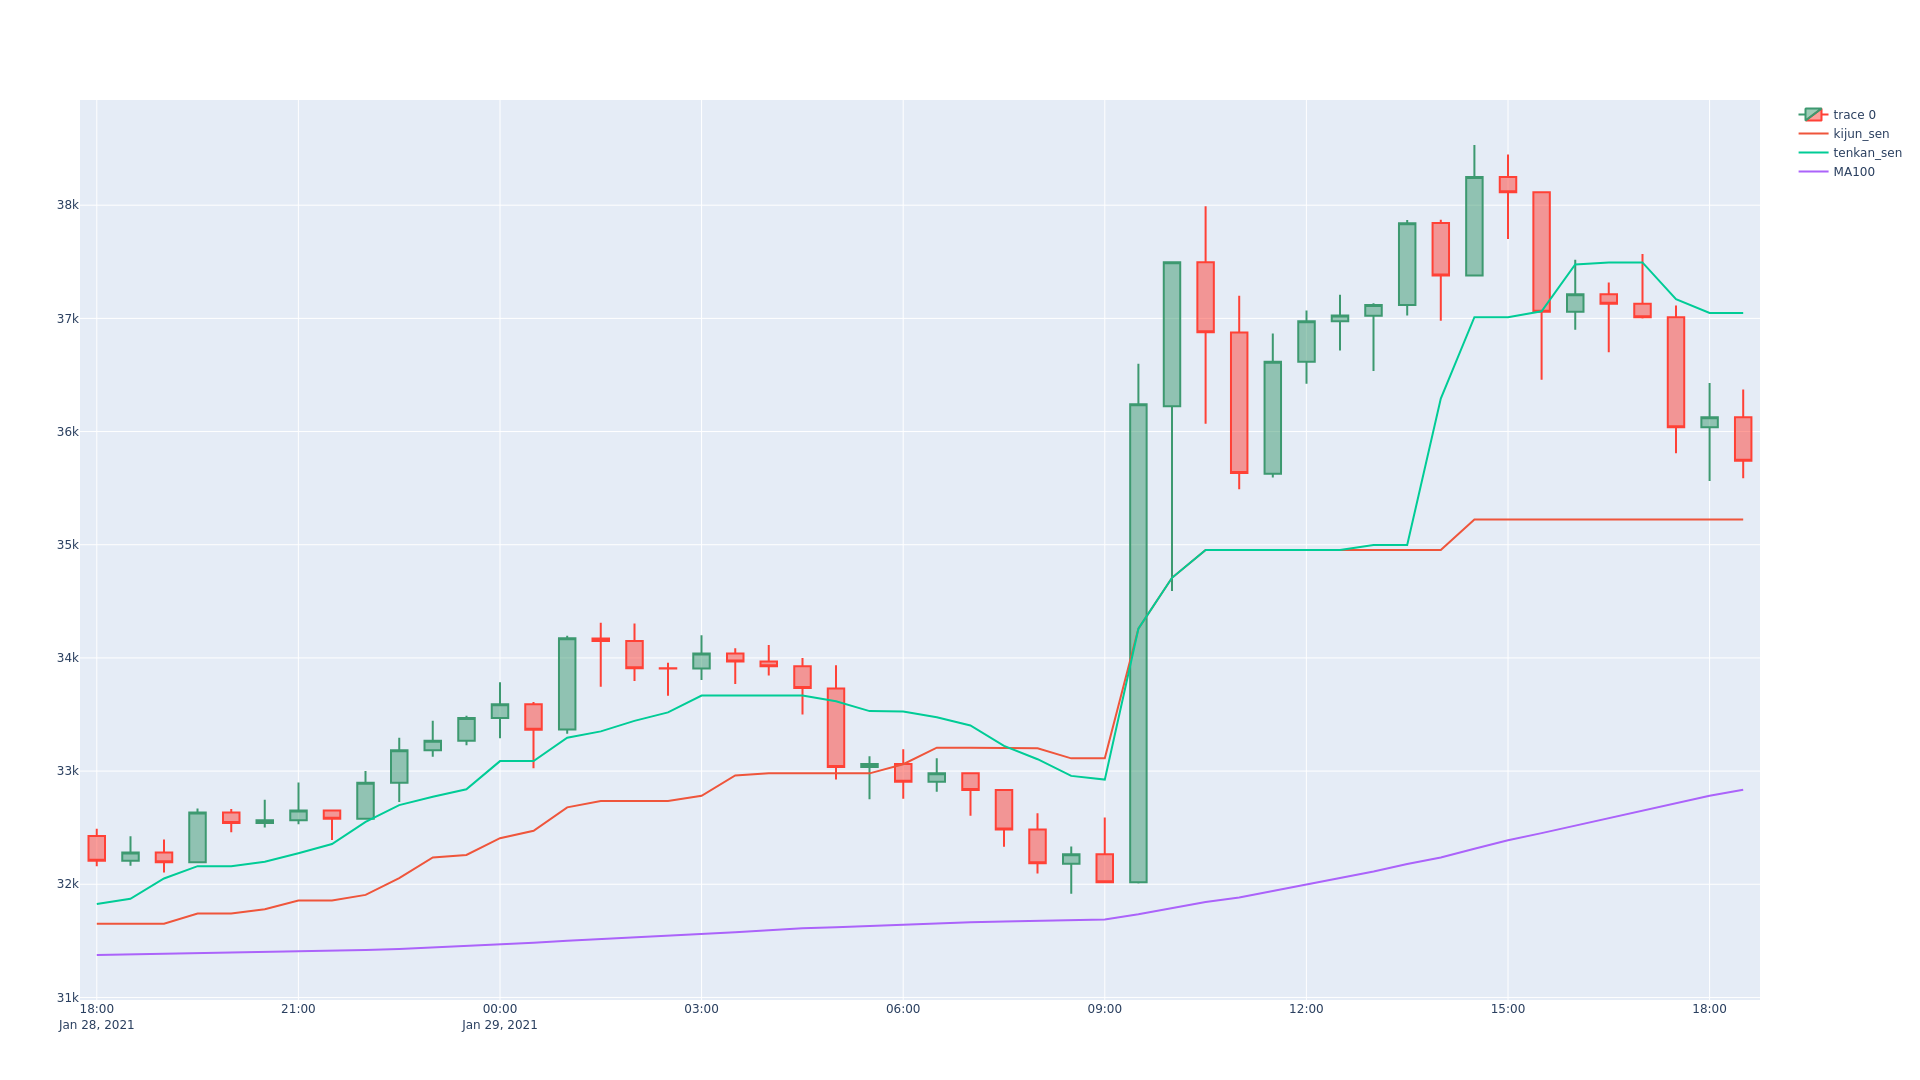 trace 0
kijun_sen
tenkan_sen
MA100
38k
37k
36k
35k
34k
33k
32k
31k
18:00 21:00 00:00 03:00 06:00 09:00 12:00 15:00 18:00
Jan 28, 2021 Jan 29, 2021